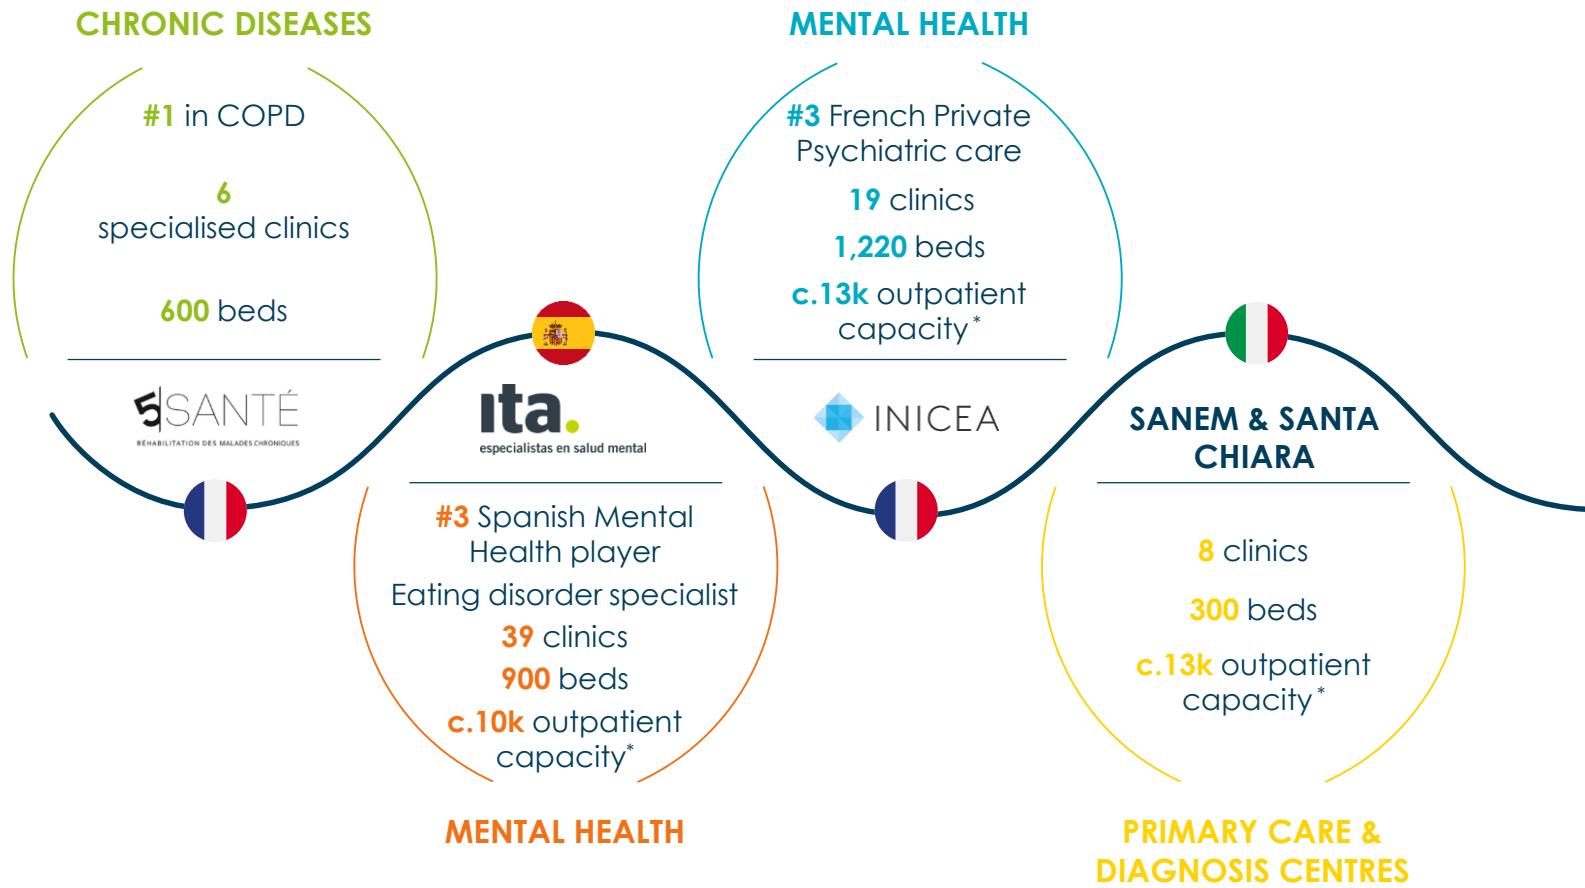 CHRONIC DISEASES
#1 in COPD
6
specialised clinics
600 beds
5 SANTÉ
RÉHABILITATION DES MALADES CHRONIQUES
ita.
especialistas en salud mental
#3 Spanish Mental
Health player
Eating disorder specialist
39 clinics
900 beds
c.10k outpatient
capacity*
MENTAL HEALTH
MENTAL HEALTH
#3 French Private
Psychiatric care
19 clinics
1,220 beds
c.13k outpatient
capacity*
INICEA
SANEM & SANTA
CHIARA
8 clinics
300 beds
c.13k outpatient
capacity*
PRIMARY CARE &
DIAGNOSIS CENTRES